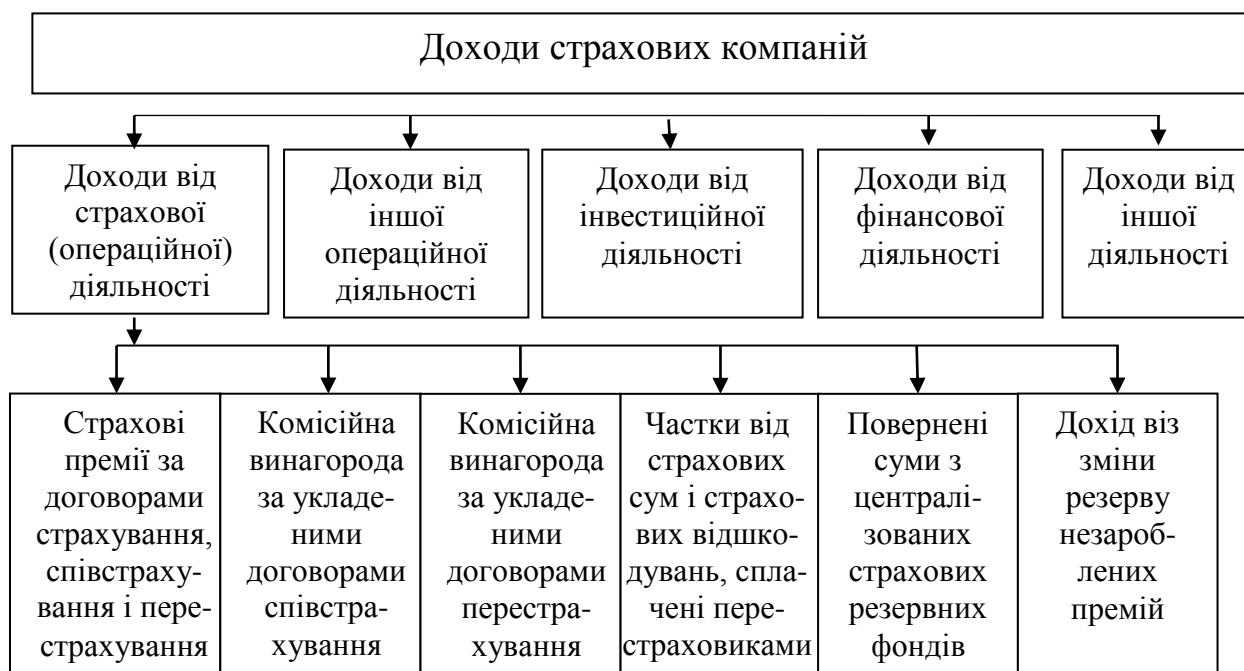 Доходи страхових компаній
Доходи від
страхової
(операційної)
діяльності
Доходи від
іншої
операційної
діяльності
Доходи від
інвестиційної
діяльності
Доходи від
фінансової
діяльності
Доходи від
іншої
діяльності
Страхові
премії за
договорами
страхування,
співстраху-
вання і пере-
страхування
Комісійна
винагорода
за укладе-
ними
договорами
співстра-
хування
Комісійна
винагорода
за укладе-
ними
договорами
перестра-
хування
Частки від
страхових
сум і страхо-
вих відшко-
дувань, спла-
чені пере-
страховиками
Повернені
суми з
централі-
зованих
страхових
резервних
фондів
Дохід віз
зміни
резерву
незароб-
лених
премій